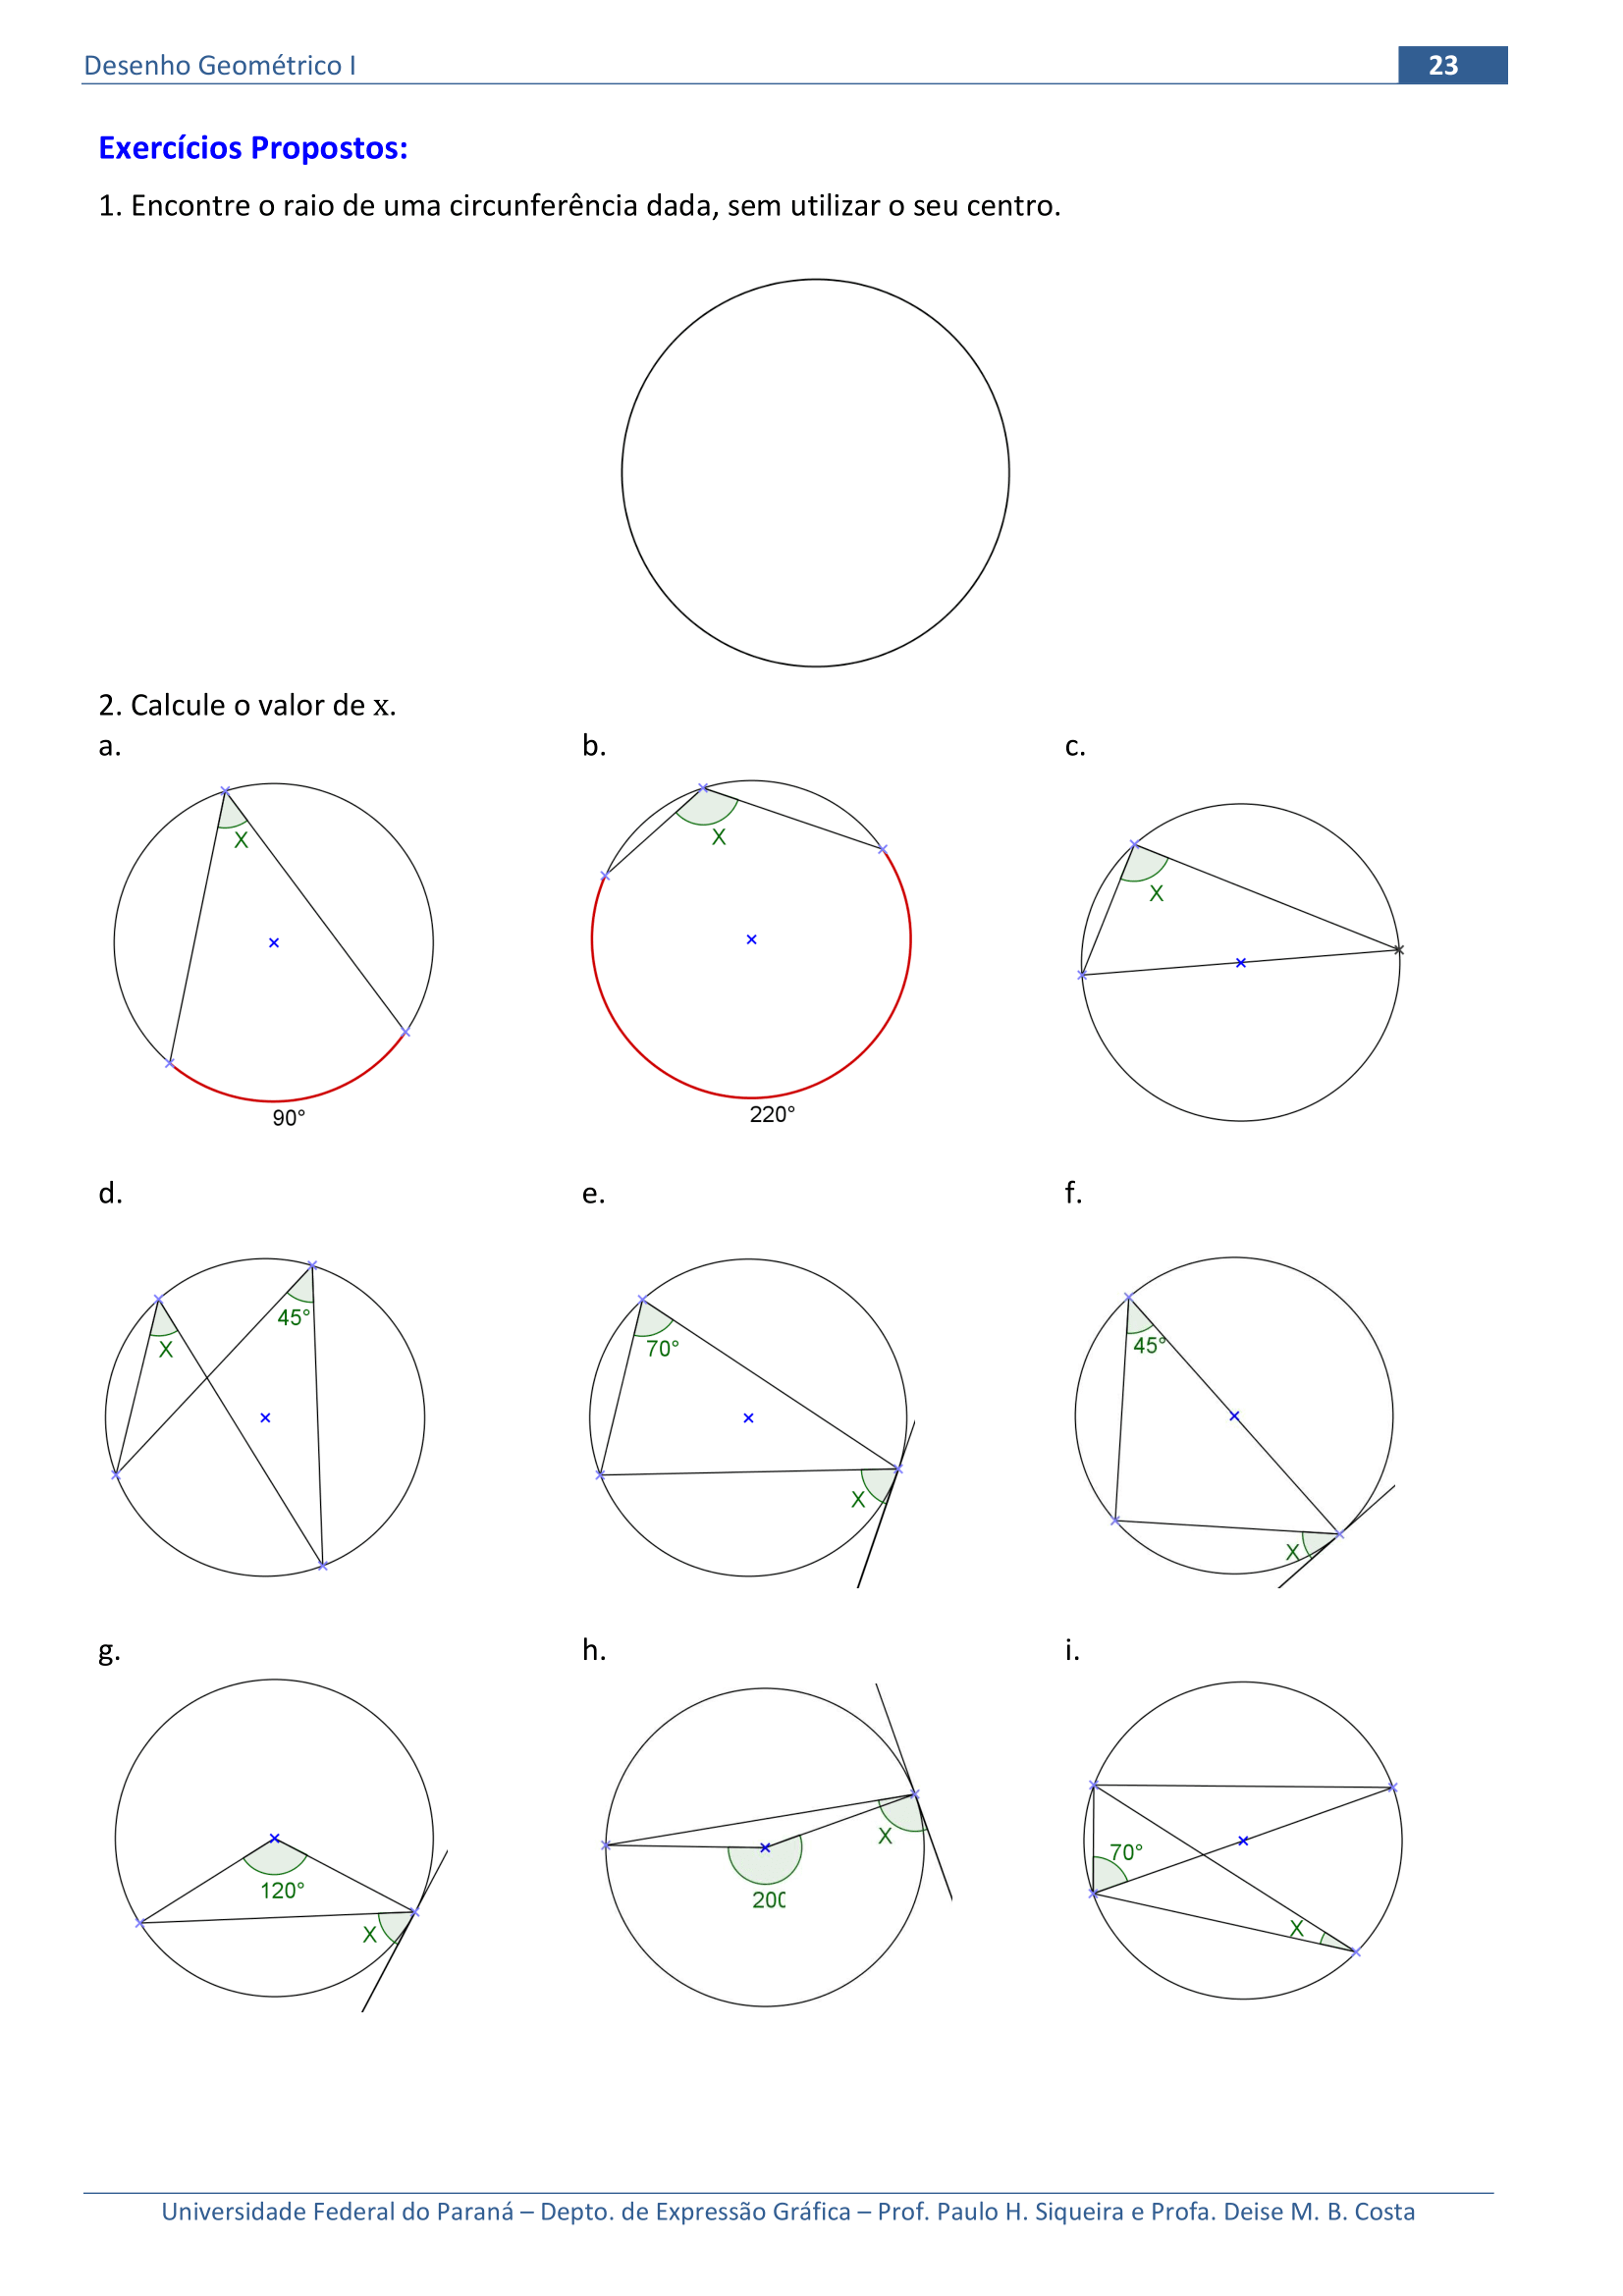 Desenho Geométrico I 23
Exercícios Propostos:
1. Encontre o raio de uma circunferência dada, sem utilizar o seu centro.
2. Calcule o valor de x.
a. b. c.
X X X
90° 220°
d. e. f.
45° X 70° X 45° X
g. h. i.
120° X 200 X 70° X
Universidade Federal do Paraná – Depto. de Expressão Gráfica – Prof. Paulo H. Siqueira e Profa. Deise M. B. Costa